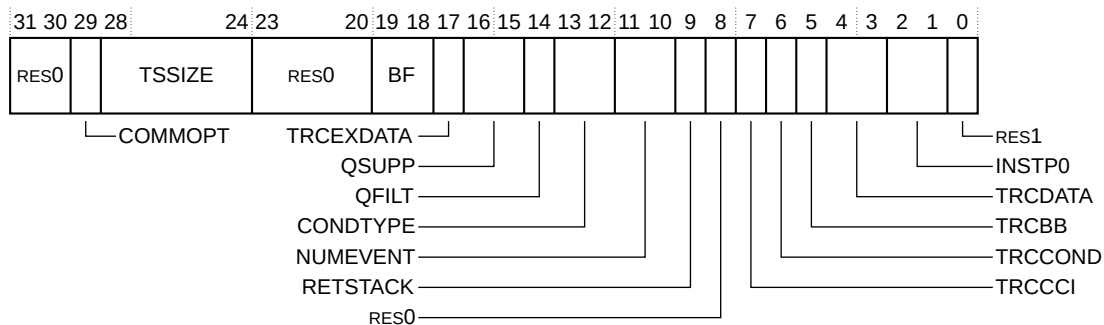 31 30 29 28 24 23 20 19 18 17 16 15 14 13 12 11 10 9 8 7 6 5 4 3 2 1 0
RES0 TSSIZE RES0 BF
COMMOPT TRCEXDATA RES1
QSUPP INSTP0
QFILT TRCDATA
CONDTYPE TRCBB
NUMEVENT TRCCOND
RETSTACK TRCCCI
RES0